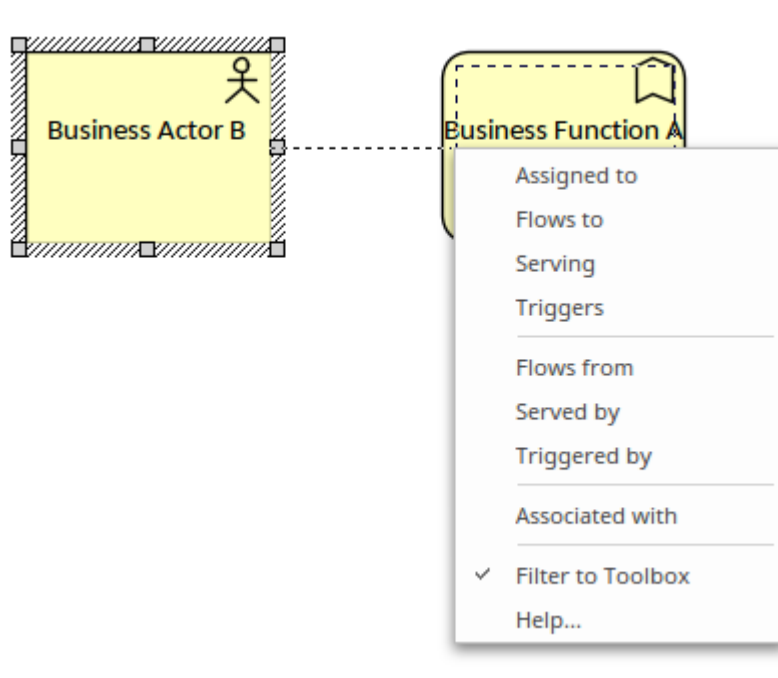 Business Actor B
Business Function A
Assigned to
Flows to
Serving
Triggers
Flows from
Served by
Triggered by
Associated with
Filter to Toolbox
Help...